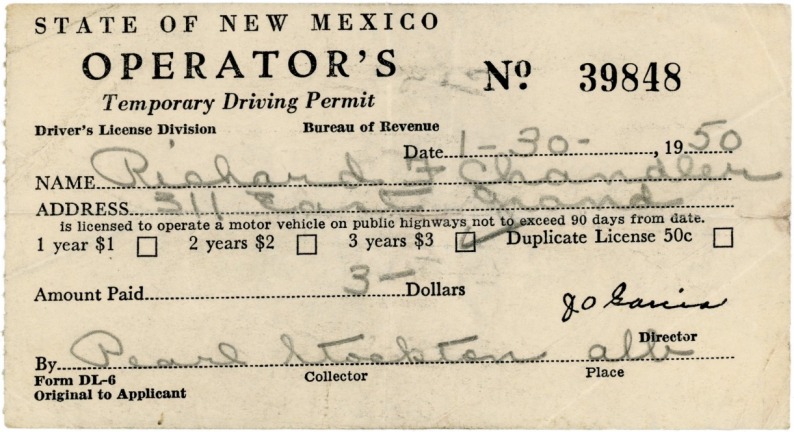 STATE OF NEW MEXICO
OPERATOR'S
Nº 39848
Temporary Driving Permit
Driver's License Division Bureau of Revenue
Date 1-30- , 1950
NAME Richard F Chandler
ADDRESS 311 East Grand
is licensed to operate a motor vehicle on public highways not to exceed 90 days from date.
1 year $1 ☐ 2 years $2 ☐ 3 years $3 ☑ Duplicate License 50c ☐
Amount Paid 3- Dollars
J O Garcia
Director
By Pearl Stockton alb
Form DL-6 Collector Place
Original to Applicant